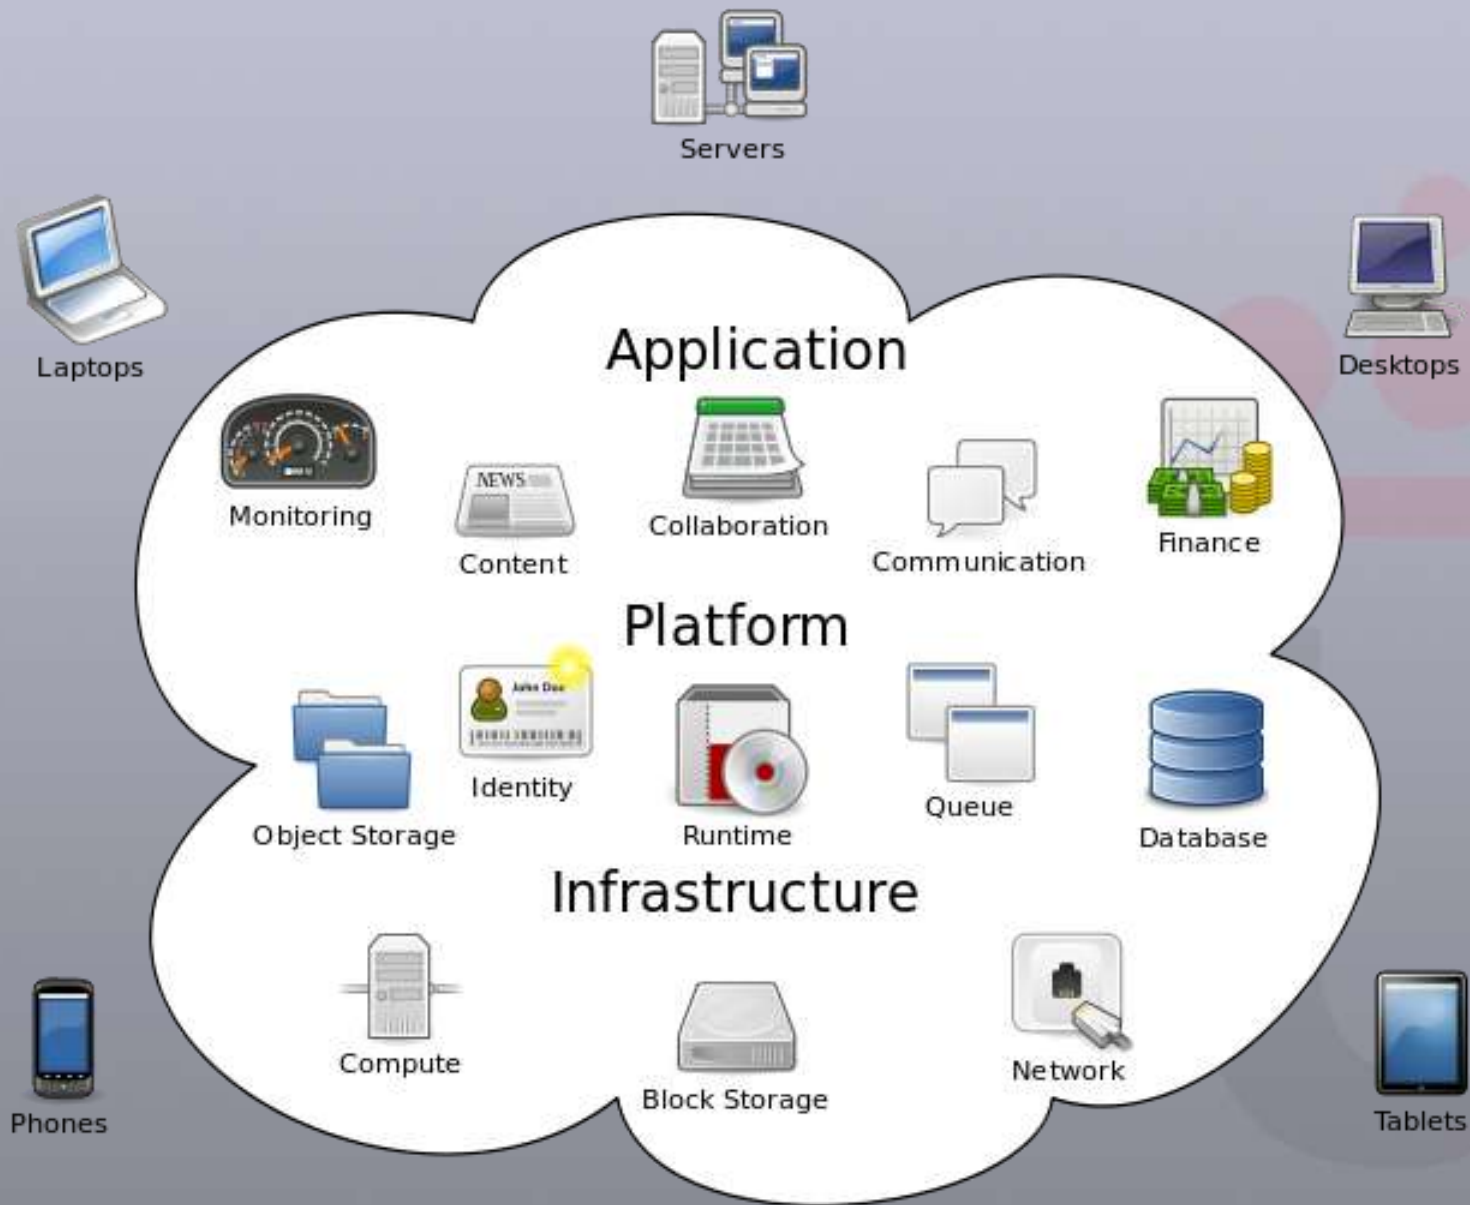 Servers
Laptops
Desktops
Application
Monitoring
NEWS
Content
Collaboration
Communication
Finance
Platform
John Doe
Object Storage
Identity
Runtime
Queue
Database
Infrastructure
Compute
Block Storage
Network
Phones
Tablets